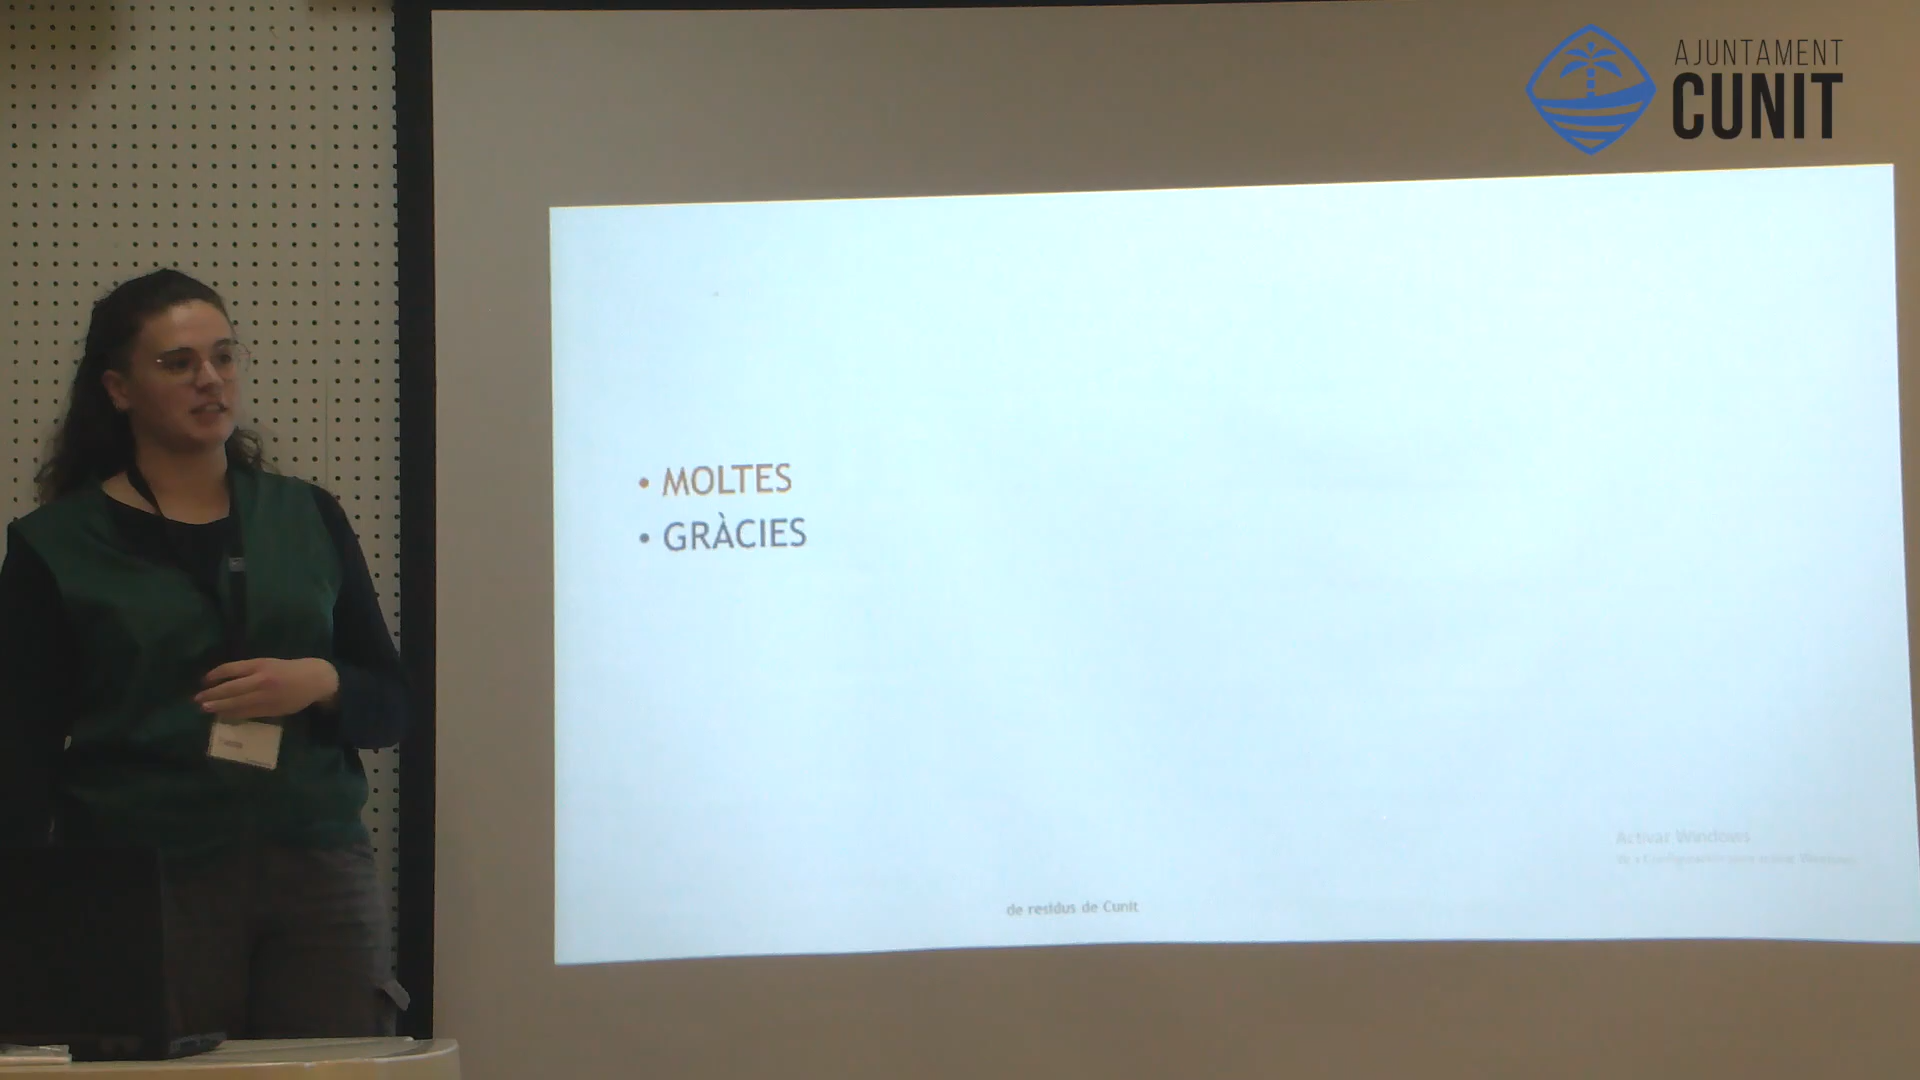 AJUNTAMENT
CUNIT
• MOLTES
• GRÀCIES
Activar Windows
de residus de Cunit